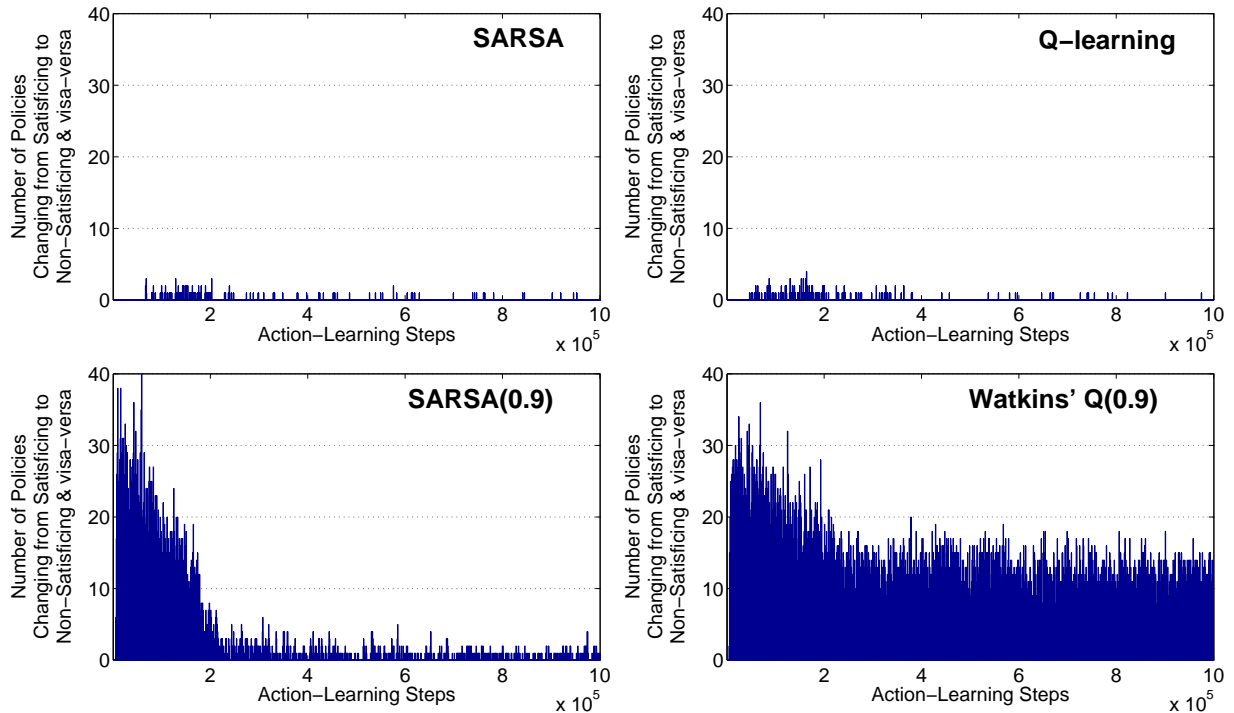 SARSA
Number of Policies
Changing from Satisficing to
Non−Satisficing & visa−versa
40
30
20
10
0
2 4 6 8 10
Action−Learning Steps
x 10^5
Q−learning
Number of Policies
Changing from Satisficing to
Non−Satisficing & visa−versa
40
30
20
10
0
2 4 6 8 10
Action−Learning Steps
x 10^5
SARSA(0.9)
Number of Policies
Changing from Satisficing to
Non−Satisficing & visa−versa
40
30
20
10
0
2 4 6 8 10
Action−Learning Steps
x 10^5
Watkins’ Q(0.9)
Number of Policies
Changing from Satisficing to
Non−Satisficing & visa−versa
40
30
20
10
0
2 4 6 8 10
Action−Learning Steps
x 10^5